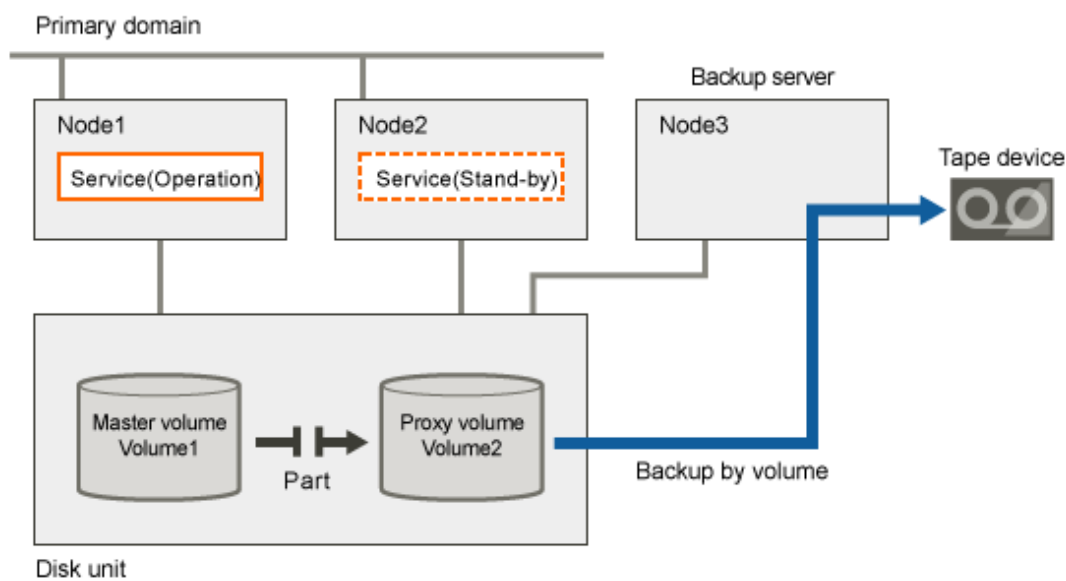 Primary domain
Backup server
Node1
Node2
Node3
Service(Operation)
Service(Stand-by)
Tape device
Master volume
Volume1
Proxy volume
Volume2
Part
Backup by volume
Disk unit